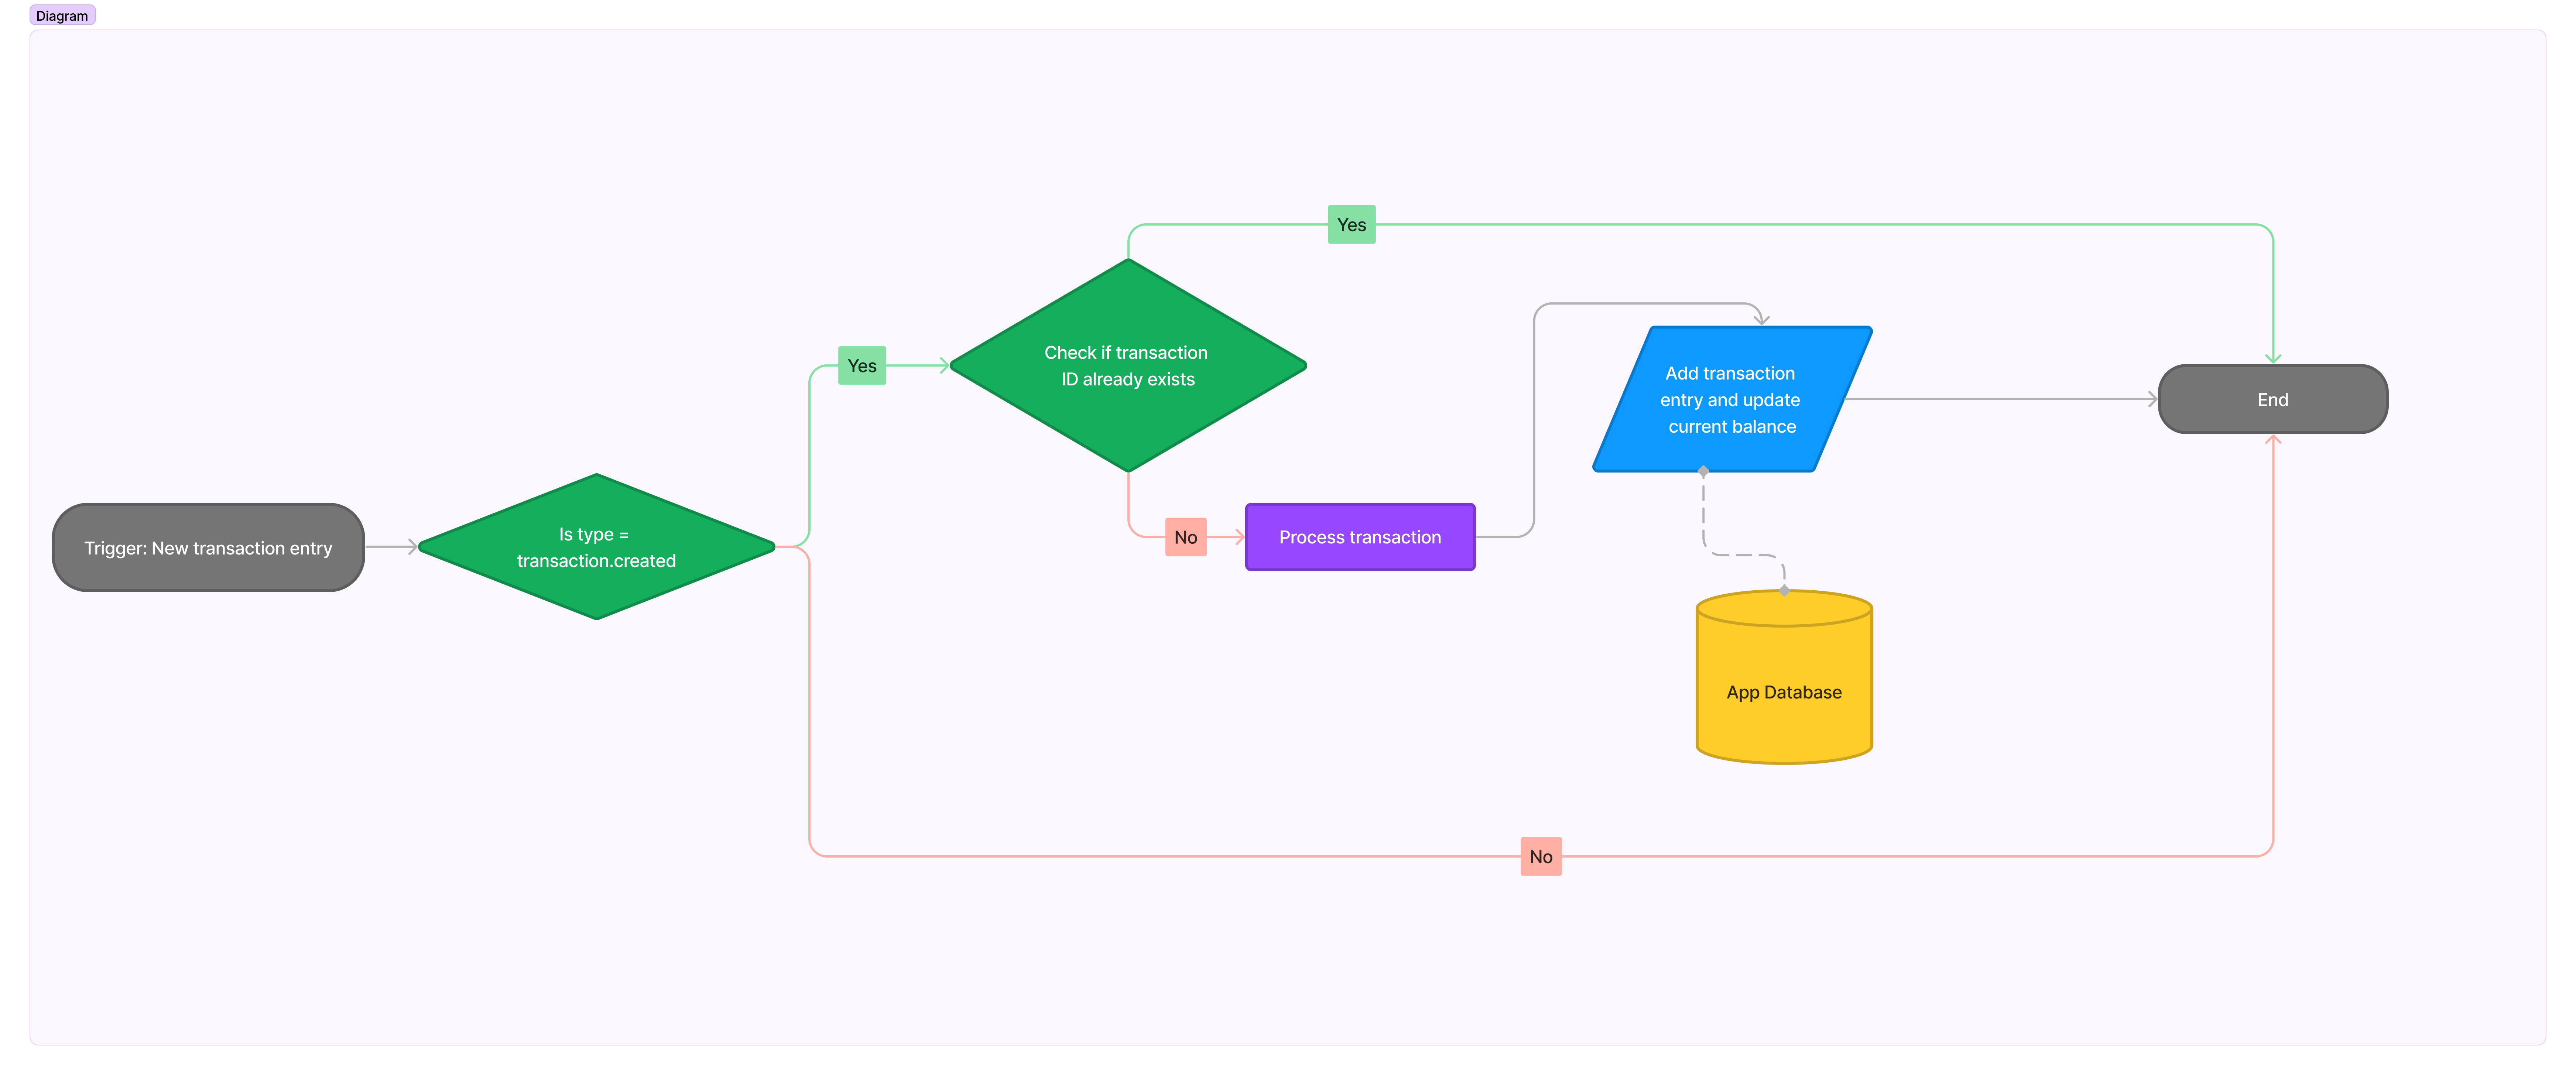 Diagram
Trigger: New transaction entry
Is type =
transaction.created
Yes
Check if transaction
ID already exists
Yes
No
Process transaction
Add transaction
entry and update
current balance
App Database
End
No